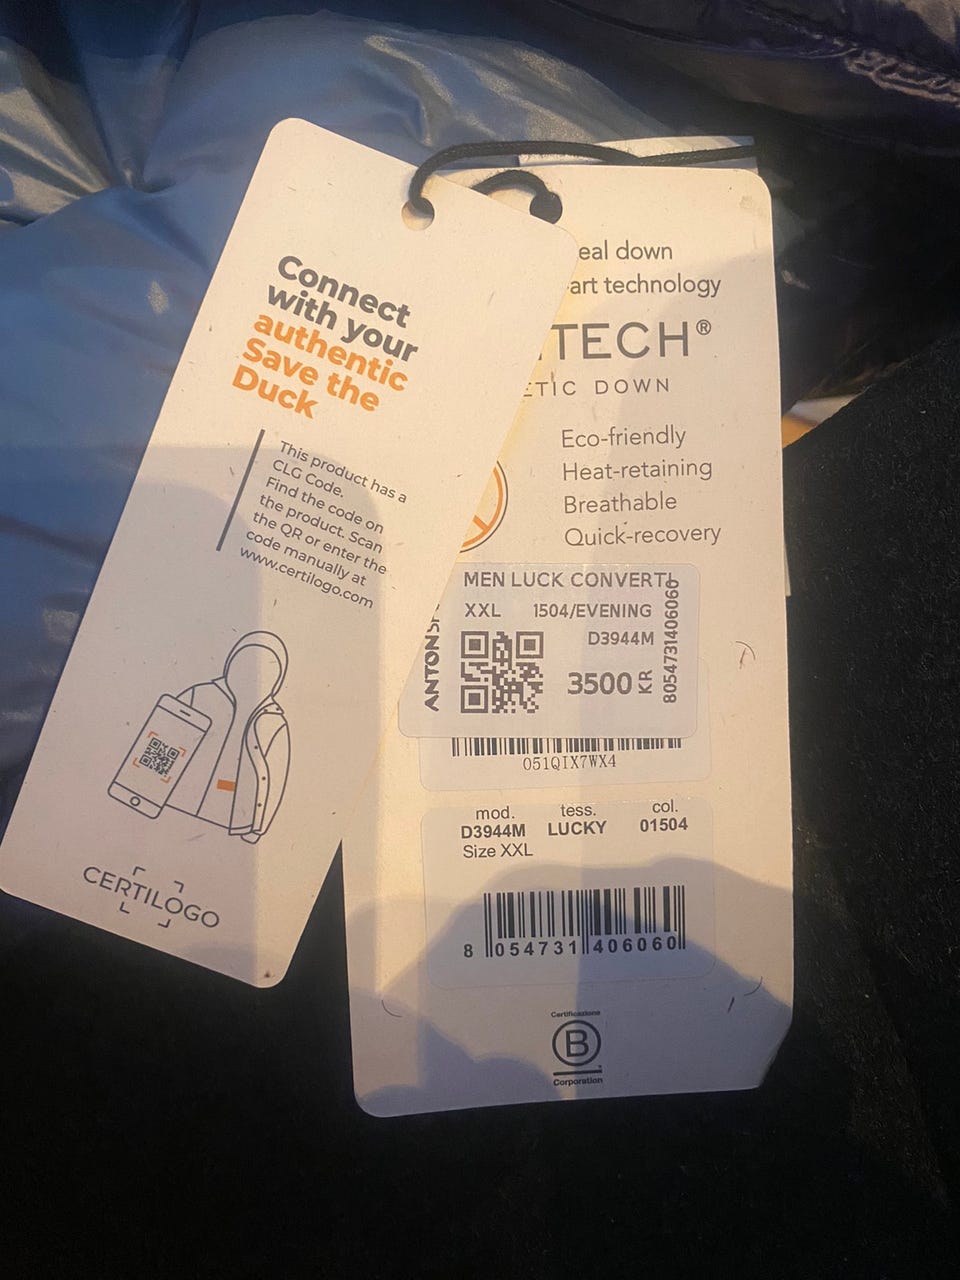 Connect
with your
authentic
Save the
Duck
This product has a
CLG Code.
Find the code on
the product. Scan
the QR or enter the
code manually at
www.certilogo.com
CERTILOGO
eal down
art technology
TECH®
ETIC DOWN
Eco-friendly
Heat-retaining
Breathable
Quick-recovery
MEN LUCK CONVERT
XXL 1504/EVENING
D3944M
3500 KR
8054731406060
051QIX7WX4
mod. tess. col.
D3944M LUCKY 01504
Size XXL
8 054731 406060
Certificazione
B
Corporation